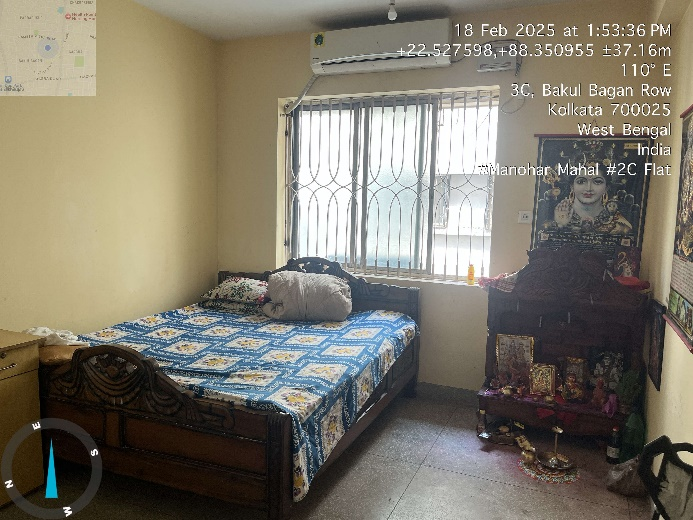 18 Feb 2025 at 1:53:36 PM
+22.527598,+88.350955 ±37.16m
110° E
3C, Bakul Bagan Row
Kolkata 700025
West Bengal
India
#Manohar Mahal #2C Flat
E
S
N
W